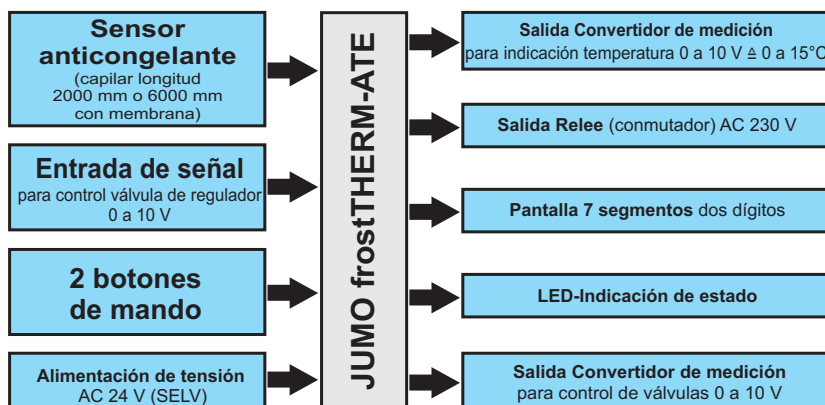 Sensor
anticongelante
(capilar longitud
2000 mm o 6000 mm
con membrana)
Entrada de señal
para control válvula de regulador
0 a 10 V
2 botones
de mando
Alimentación de tensión
AC 24 V (SELV)
JUMO frostTHERM-ATE
Salida Convertidor de medición
para indicación temperatura 0 a 10 V ≙ 0 a 15°C
Salida Relee (conmutador) AC 230 V
Pantalla 7 segmentos dos dígitos
LED-Indicación de estado
Salida Convertidor de medición
para control de válvulas 0 a 10 V